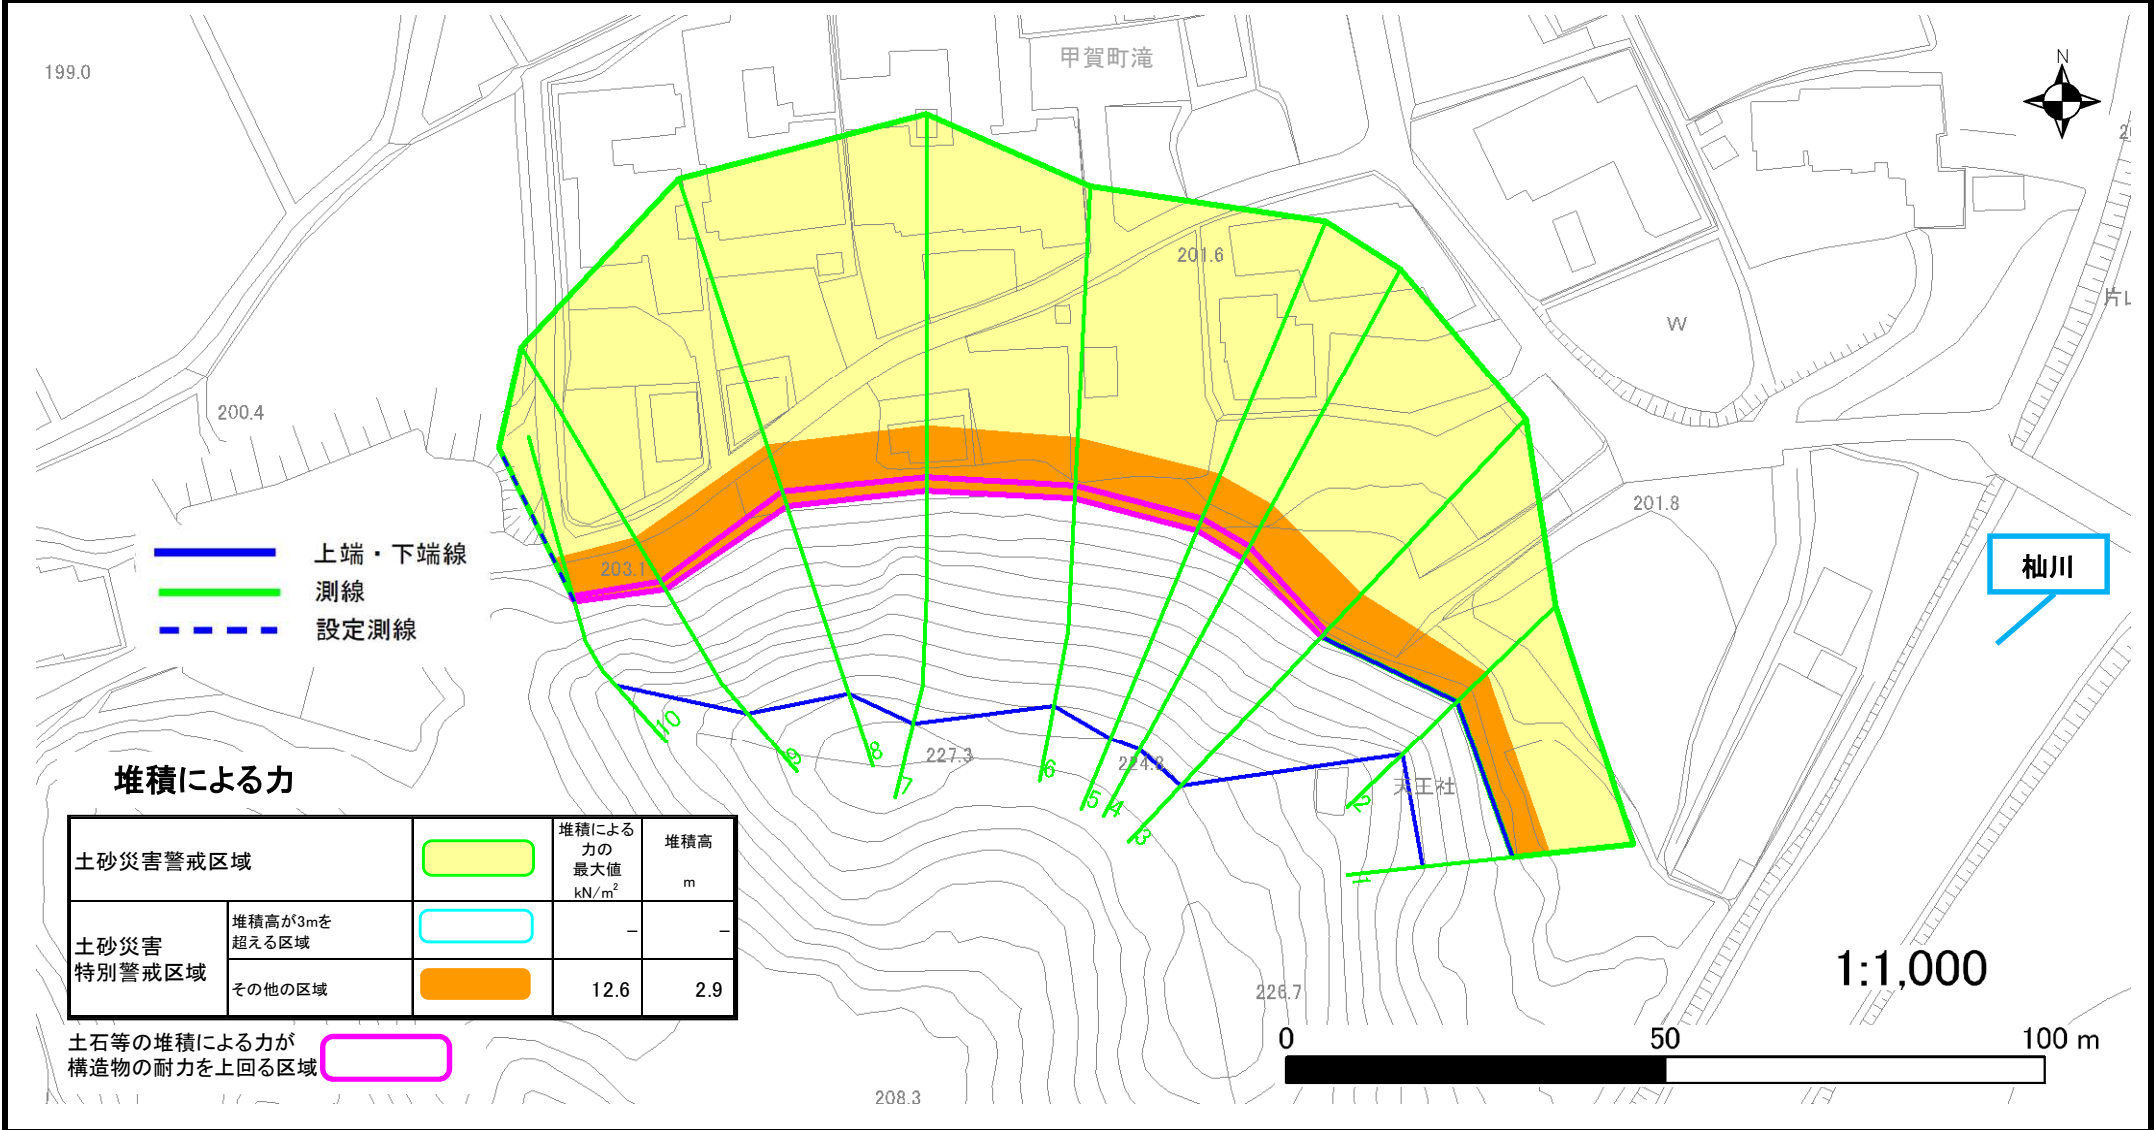 199.0
甲賀町滝
N
201.6
W
200.4
201.8
杣川
203.1
上端・下端線
測線
設定測線
227.3
224.8
天王社
10
9
8
7
6
5
4
3
2
1
堆積による力
土砂災害警戒区域
堆積による
力の
最大値
kN/m²
堆積高
m
土砂災害
特別警戒区域
堆積高が3mを
超える区域
–
–
その他の区域
12.6
2.9
土石等の堆積による力が
構造物の耐力を上回る区域
226.7
208.3
1:1,000
0
50
100 m